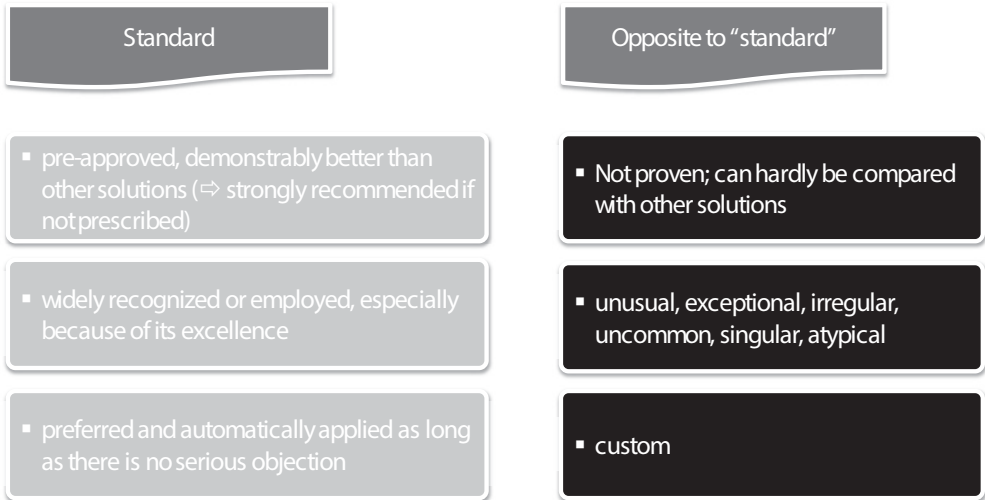 Standard
Opposite to “standard”
▪ pre-approved, demonstrably better than
other solutions (⇨ strongly recommended if
not prescribed)
▪ Not proven; can hardly be compared
with other solutions
▪ widely recognized or employed, especially
because of its excellence
▪ unusual, exceptional, irregular,
uncommon, singular, atypical
▪ preferred and automatically applied as long
as there is no serious objection
▪ custom